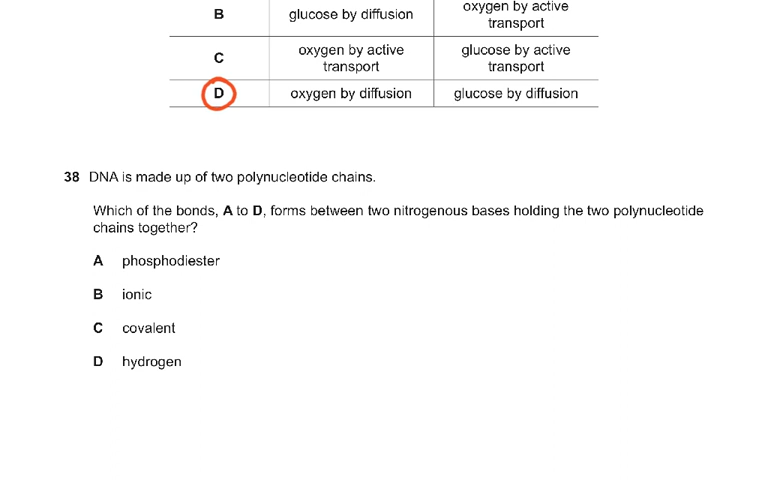 B glucose by diffusion oxygen by active transport
C oxygen by active transport glucose by active transport
D oxygen by diffusion glucose by diffusion
38 DNA is made up of two polynucleotide chains.
Which of the bonds, A to D, forms between two nitrogenous bases holding the two polynucleotide
chains together?
A phosphodiester
B ionic
C covalent
D hydrogen